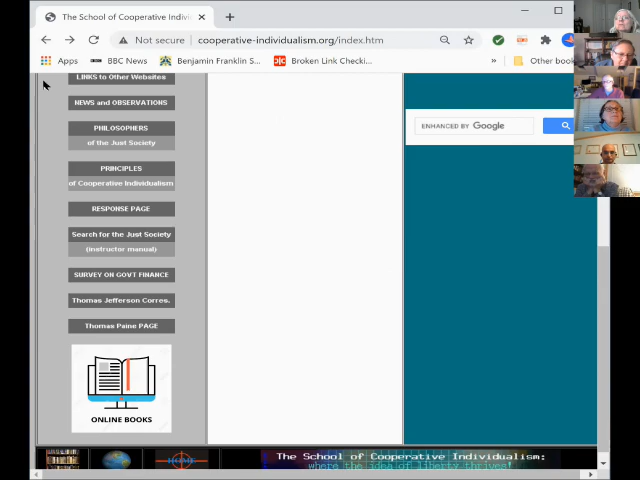 The School of Cooperative Indivi
Not secure
cooperative-individualism.org/index.htm
Apps
BBC News
Benjamin Franklin S...
Broken Link Checki...
»
Other book
LINKS to Other Websites
NEWS and OBSERVATIONS
PHILOSOPHERS
of the Just Society
PRINCIPLES
of Cooperative Individualism
RESPONSE PAGE
Search for the Just Society
(instructor manual)
SURVEY ON GOVT FINANCE
Thomas Jefferson Corres.
Thomas Paine PAGE
ONLINE BOOKS
ENHANCED BY Google
HOME
The School of Cooperative Individualism:
where the idea of liberty thrives!